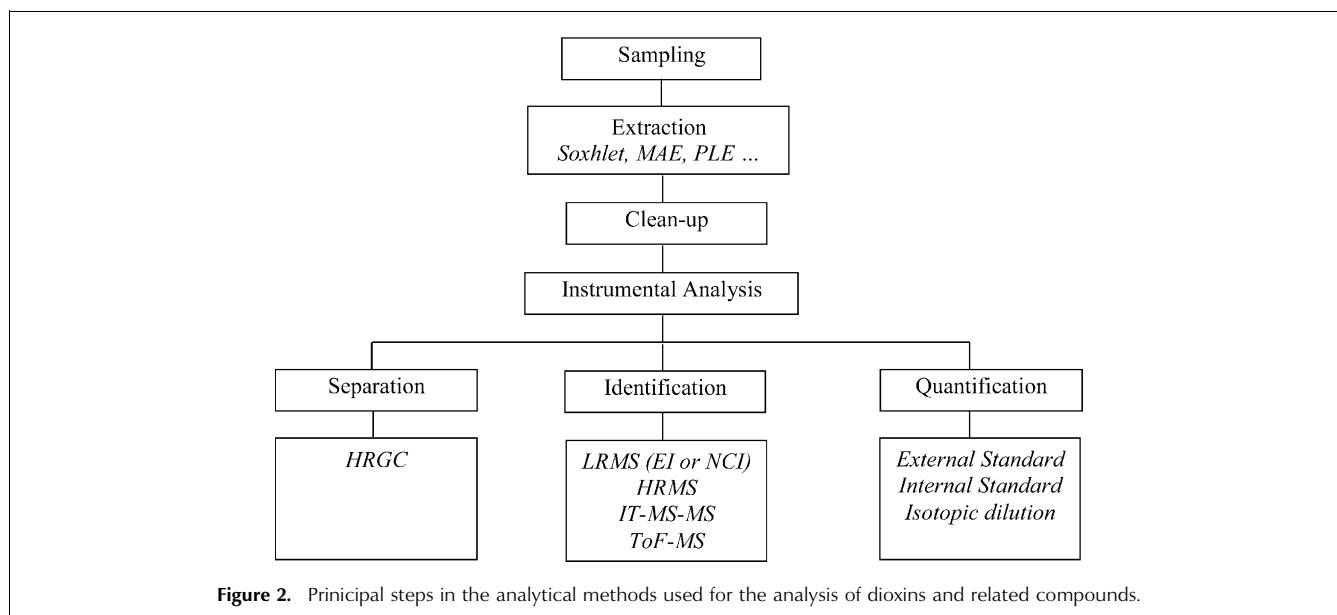 Sampling
Extraction
Soxhlet, MAE, PLE ...
Clean-up
Instrumental Analysis
Separation
Identification
Quantification
HRGC
LRMS (EI or NCI)
HRMS
IT-MS-MS
ToF-MS
External Standard
Internal Standard
Isotopic dilution
Figure 2. Prinicipal steps in the analytical methods used for the analysis of dioxins and related compounds.